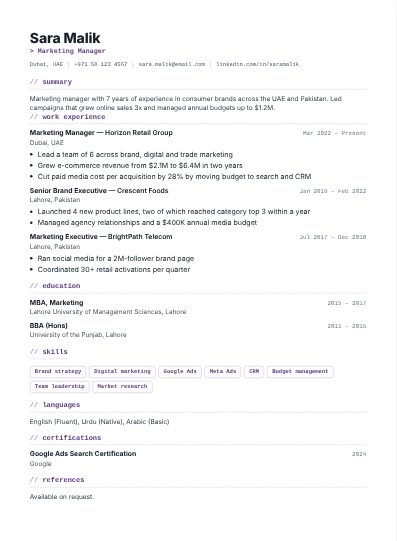 Sara Malik
> Marketing Manager
Dubai, UAE | +971 50 123 4567 | sara.malik@email.com | linkedin.com/in/saramalik
// summary
Marketing manager with 7 years of experience in consumer brands across the UAE and Pakistan. Led
campaigns that grew online sales 3x and managed annual budgets up to $1.2M.
// work experience
Marketing Manager — Horizon Retail Group Mar 2022 – Present
Dubai, UAE
• Lead a team of 6 across brand, digital and trade marketing
• Grew e-commerce revenue from $2.1M to $6.4M in two years
• Cut paid media cost per acquisition by 28% by moving budget to search and CRM
Senior Brand Executive — Crescent Foods Jan 2019 – Feb 2022
Lahore, Pakistan
• Launched 4 new product lines, two of which reached category top 3 within a year
• Managed agency relationships and a $400K annual media budget
Marketing Executive — BrightPath Telecom Jul 2017 – Dec 2018
Lahore, Pakistan
• Ran social media for a 2M-follower brand page
• Coordinated 30+ retail activations per quarter
// education
MBA, Marketing 2015 – 2017
Lahore University of Management Sciences, Lahore
BBA (Hons) 2011 – 2015
University of the Punjab, Lahore
// skills
Brand strategy Digital marketing Google Ads Meta Ads CRM Budget management
Team leadership Market research
// languages
English (Fluent), Urdu (Native), Arabic (Basic)
// certifications
Google Ads Search Certification 2024
Google
// references
Available on request.